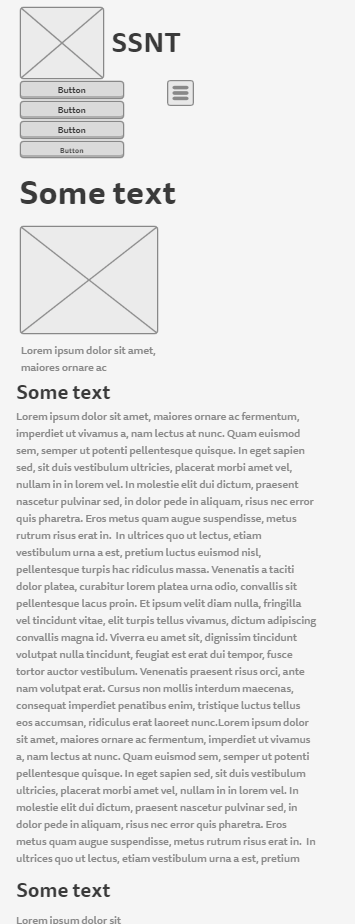 SSNT
Button
Button
Button
Button
Some text
Lorem ipsum dolor sit amet,
maiores ornare ac
Some text
Lorem ipsum dolor sit amet, maiores ornare ac fermentum,
imperdiet ut vivamus a, nam lectus at nunc. Quam euismod
sem, semper ut potenti pellentesque quisque. In eget sapien
sed, sit duis vestibulum ultricies, placerat morbi amet vel,
nullam in in lorem vel. In molestie elit dui dictum, praesent
nascetur pulvinar sed, in dolor pede in aliquam, risus nec error
quis pharetra. Eros metus quam augue suspendisse, metus
rutrum risus erat in.  In ultricies quo ut lectus, etiam
vestibulum urna a est, pretium luctus euismod nisl,
pellentesque turpis hac ridiculus massa. Venenatis a taciti
dolor platea, curabitur lorem platea urna odio, convallis sit
pellentesque lacus proin. Et ipsum velit diam nulla, fringilla
vel tincidunt vitae, elit turpis tellus vivamus, dictum adipiscing
convallis magna id. Viverra eu amet sit, dignissim tincidunt
volutpat nulla tincidunt, feugiat est erat dui tempor, fusce
tortor auctor vestibulum. Venenatis praesent risus orci, ante
nam volutpat erat. Cursus non mollis interdum maecenas,
consequat imperdiet penatibus enim, tristique luctus tellus
eos accumsan, ridiculus erat laoreet nunc.Lorem ipsum dolor
sit amet, maiores ornare ac fermentum, imperdiet ut vivamus
a, nam lectus at nunc. Quam euismod sem, semper ut potenti
pellentesque quisque. In eget sapien sed, sit duis vestibulum
ultricies, placerat morbi amet vel, nullam in in lorem vel. In
molestie elit dui dictum, praesent nascetur pulvinar sed, in
dolor pede in aliquam, risus nec error quis pharetra. Eros
metus quam augue suspendisse, metus rutrum risus erat in.  In
ultricies quo ut lectus, etiam vestibulum urna a est, pretium
Some text
Lorem ipsum dolor sit